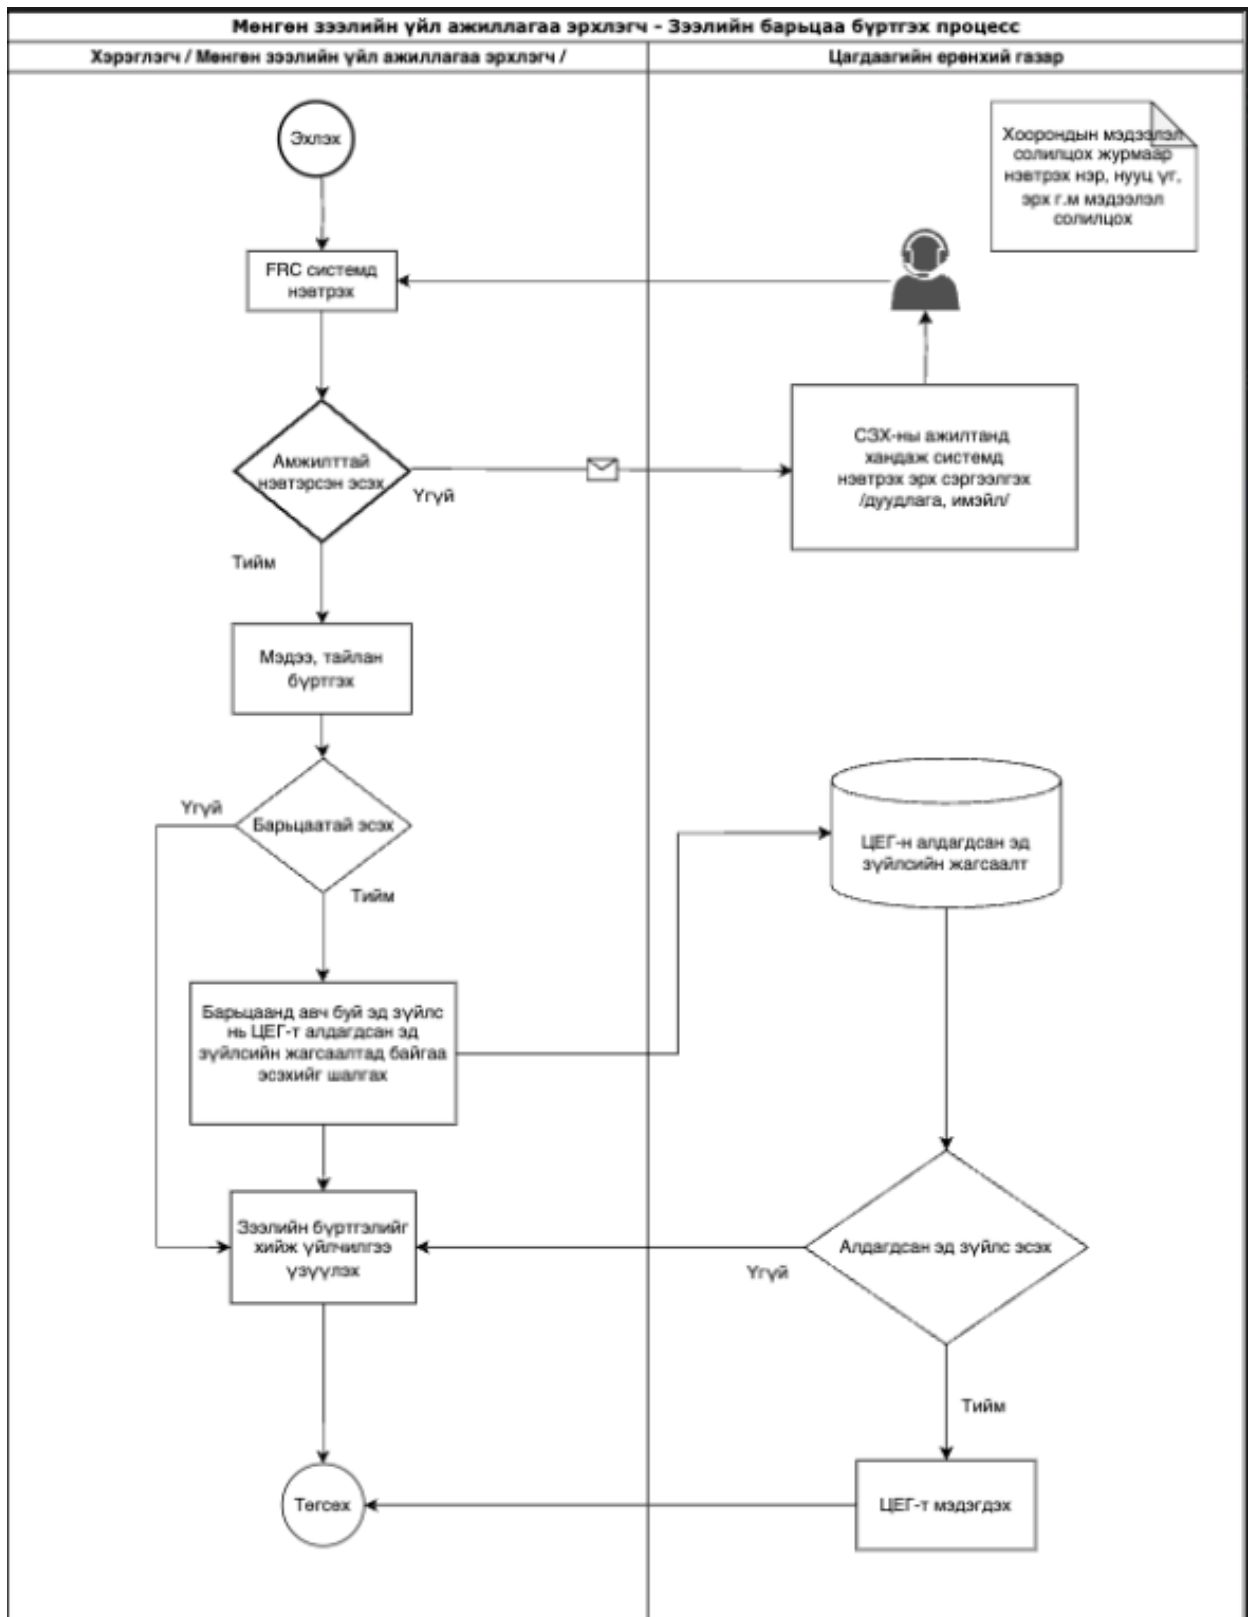 Мөнгөн зээлийн үйл ажиллагаа эрхлэгч – Зээлийн барьцаа бүртгэх процесс
Хэрэглэгч / Мөнгөн зээлийн үйл ажиллагаа эрхлэгч /
Цагдаагийн ерөнхий газар
Эхлэх
Хоорондын мэдээлэл
солилцох журмаар
нэвтрэх нэр, нууц үг,
эрх г.м мэдээлэл
солилцох
FRC системд
нэвтрэх
Амжилттай
нэвтэрсэн эсэх
Үгүй
СЗХ-ны ажилтанд
хандаж системд
нэвтрэх эрх сэргээлгэх
/дуудлага, имэйл/
Тийм
Мэдээ, тайлан
бүртгэх
Үгүй
Барьцаатай эсэх
Тийм
ЦЕГ-н алдагдсан эд
зүйлсийн жагсаалт
Барьцаанд авч буй эд зүйлс
нь ЦЕГ-т алдагдсан эд
зүйлсийн жагсаалтад байгаа
эсэхийг шалгах
Зээлийн бүртгэлийг
хийж үйлчилгээ
үзүүлэх
Алдагдсан эд зүйлс эсэх
Үгүй
Тийм
Төгсөх
ЦЕГ-т мэдэгдэх